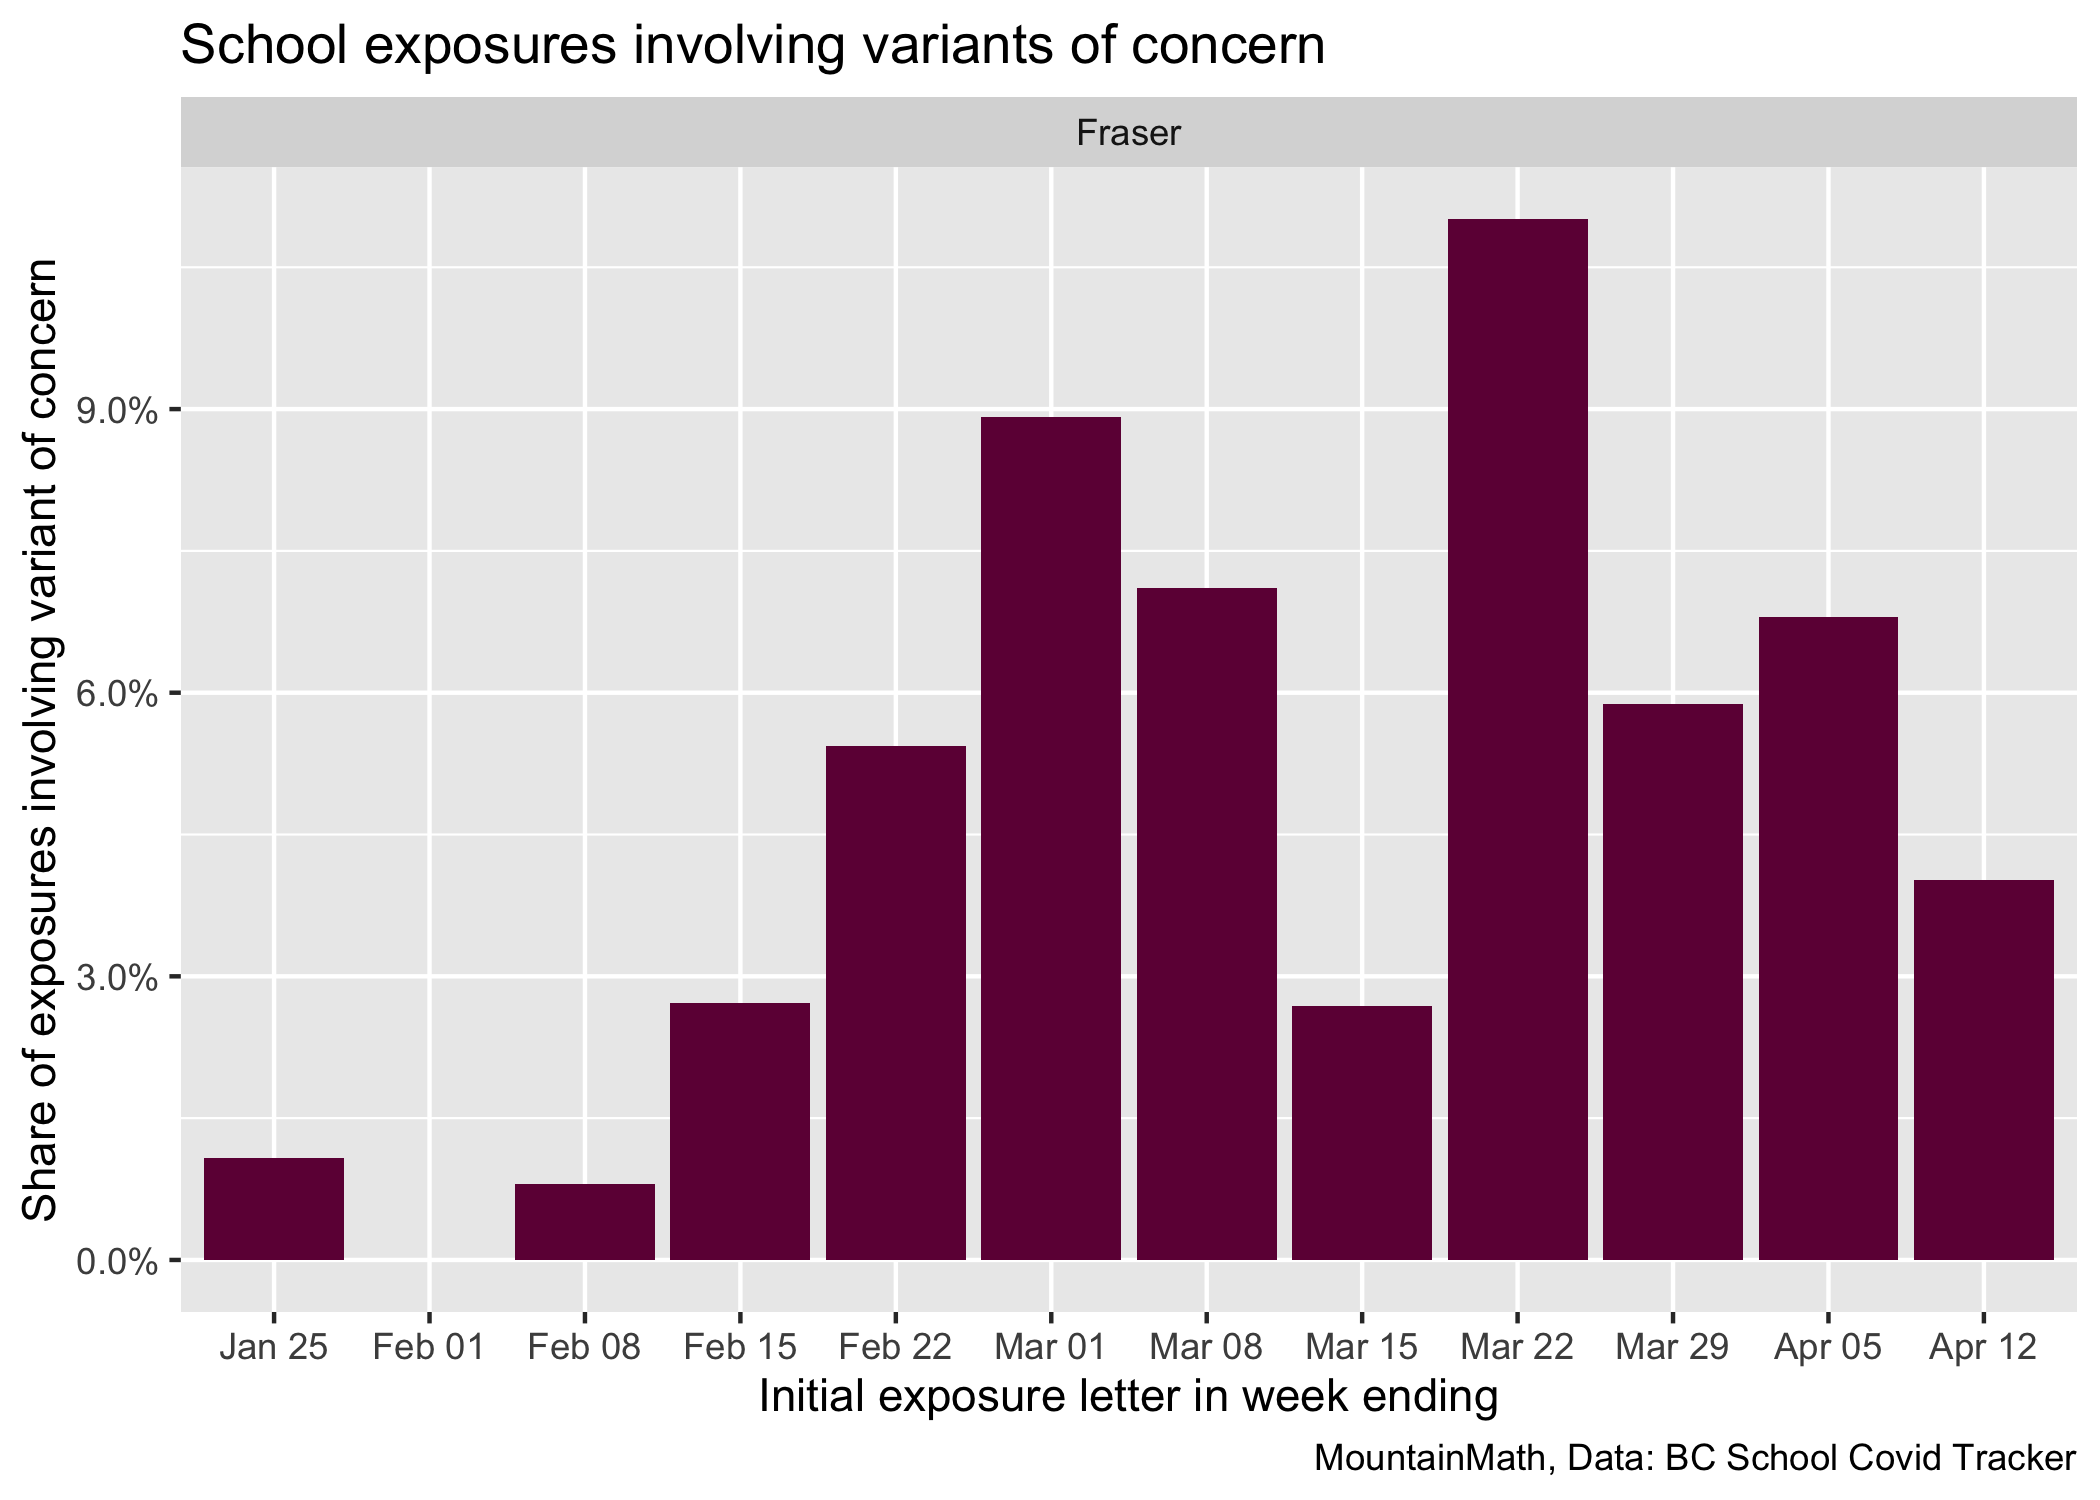 School exposures involving variants of concern
Fraser
Share of exposures involving variant of concern
9.0%
6.0%
3.0%
0.0%
Jan 25 Feb 01 Feb 08 Feb 15 Feb 22 Mar 01 Mar 08 Mar 15 Mar 22 Mar 29 Apr 05 Apr 12
Initial exposure letter in week ending
MountainMath, Data: BC School Covid Tracker